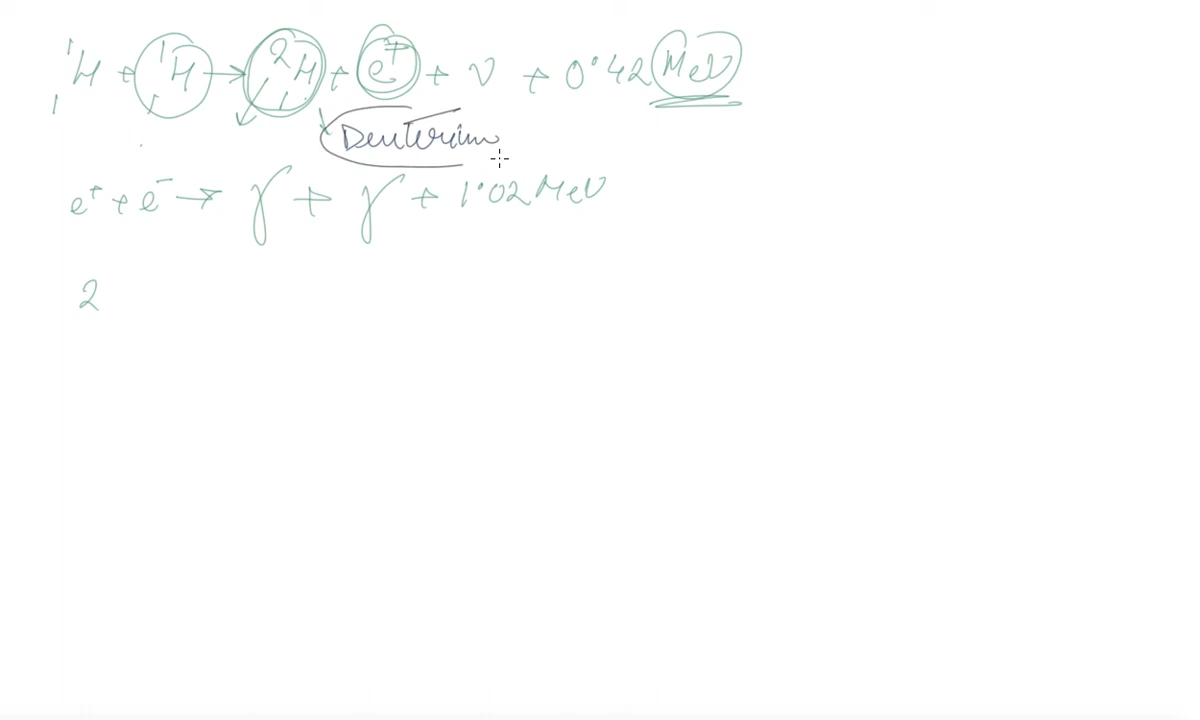 ¹₁H + ¹₁H → ²₁H + e⁺ + ν + 0.42 MeV
Deuterium
e⁺ + e⁻ → γ + γ + 1.02 MeV
2